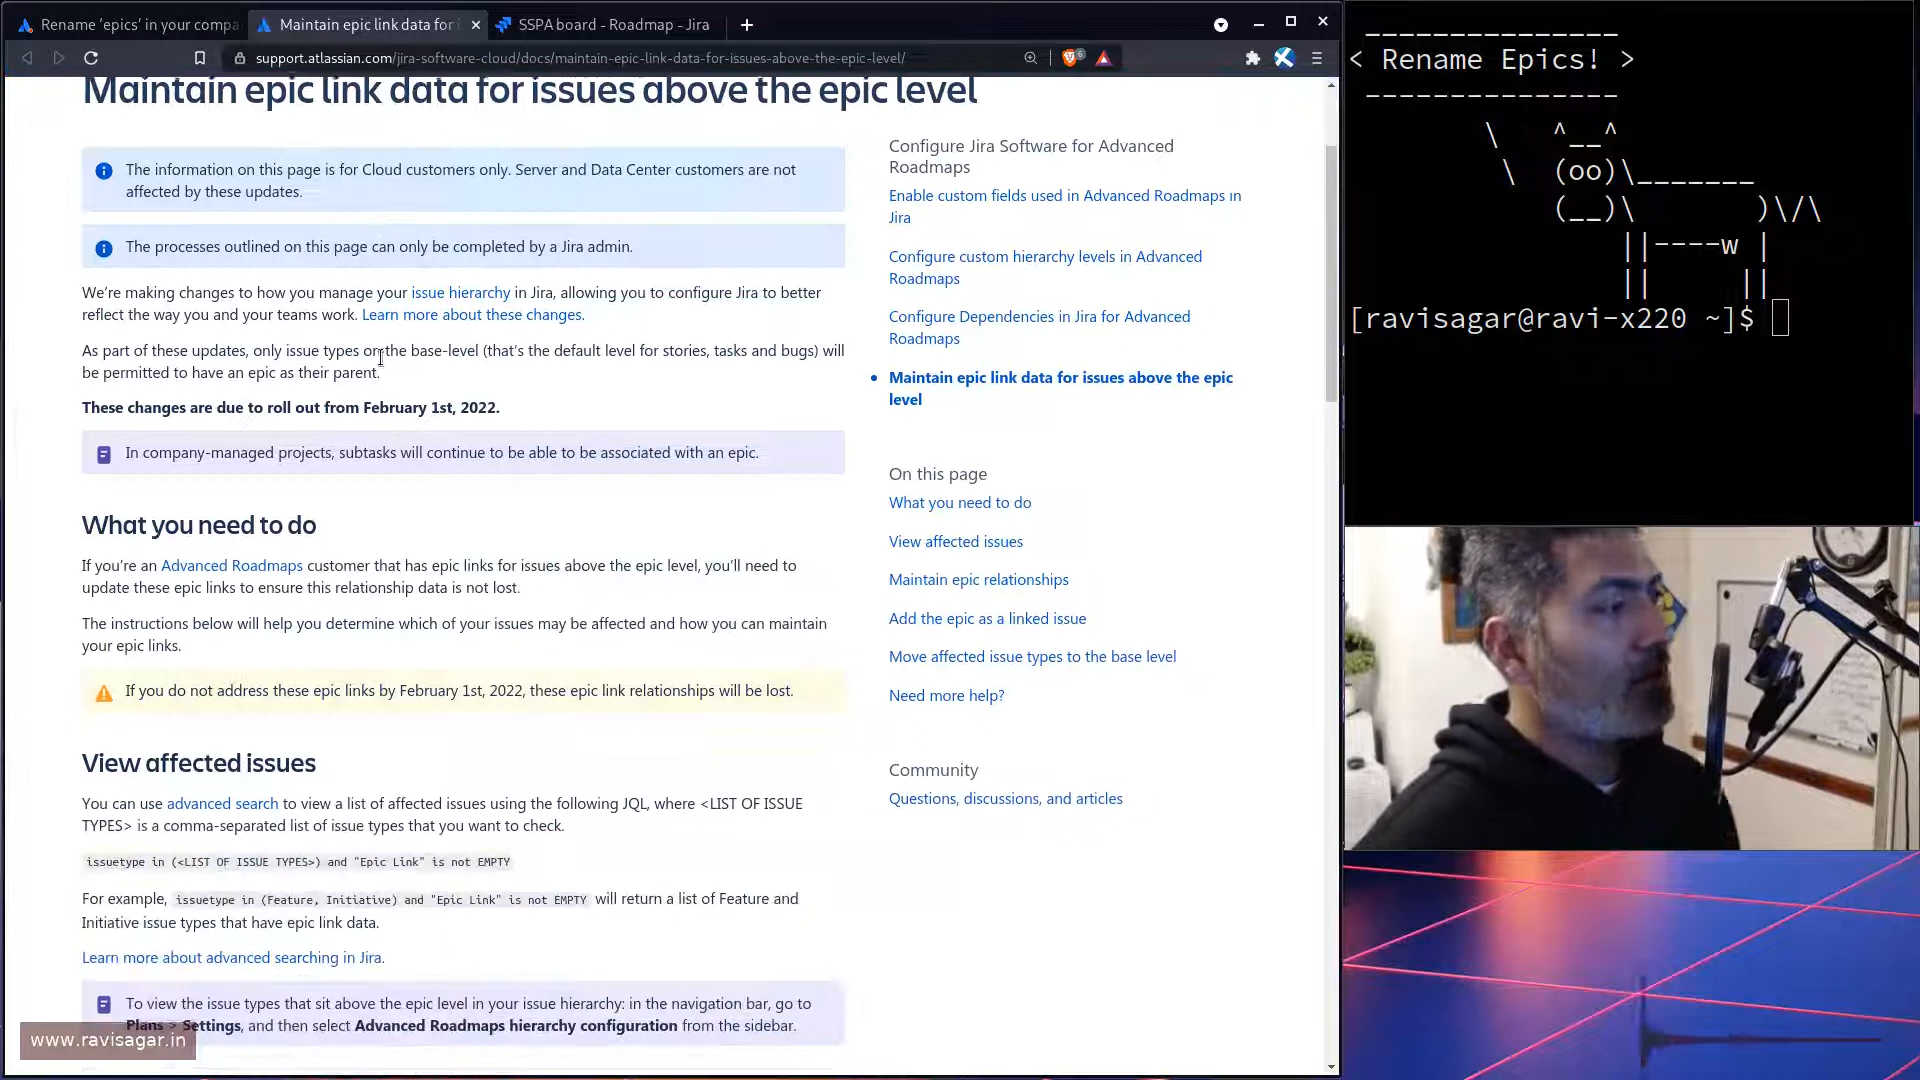 Rename 'epics' in your compa
Maintain epic link data for i
SSPA board - Roadmap - Jira
support.atlassian.com/jira-software-cloud/docs/maintain-epic-link-data-for-issues-above-the-epic-level/
6
Maintain epic link data for issues above the epic level
The information on this page is for Cloud customers only. Server and Data Center customers are not
affected by these updates.
The processes outlined on this page can only be completed by a Jira admin.
We're making changes to how you manage your issue hierarchy in Jira, allowing you to configure Jira to better
reflect the way you and your teams work. Learn more about these changes.
As part of these updates, only issue types on the base-level (that's the default level for stories, tasks and bugs) will
be permitted to have an epic as their parent.
These changes are due to roll out from February 1st, 2022.
In company-managed projects, subtasks will continue to be able to be associated with an epic.
What you need to do
If you're an Advanced Roadmaps customer that has epic links for issues above the epic level, you'll need to
update these epic links to ensure this relationship data is not lost.
The instructions below will help you determine which of your issues may be affected and how you can maintain
your epic links.
If you do not address these epic links by February 1st, 2022, these epic link relationships will be lost.
View affected issues
You can use advanced search to view a list of affected issues using the following JQL, where <LIST OF ISSUE
TYPES> is a comma-separated list of issue types that you want to check.
issuetype in (<LIST OF ISSUE TYPES>) and "Epic Link" is not EMPTY
For example, issuetype in (Feature, Initiative) and "Epic Link" is not EMPTY will return a list of Feature and
Initiative issue types that have epic link data.
Learn more about advanced searching in Jira.
To view the issue types that sit above the epic level in your issue hierarchy: in the navigation bar, go to
Plans > Settings, and then select Advanced Roadmaps hierarchy configuration from the sidebar.
www.ravisagar.in
Configure Jira Software for Advanced
Roadmaps
Enable custom fields used in Advanced Roadmaps in
Jira
Configure custom hierarchy levels in Advanced
Roadmaps
Configure Dependencies in Jira for Advanced
Roadmaps
Maintain epic link data for issues above the epic
level
On this page
What you need to do
View affected issues
Maintain epic relationships
Add the epic as a linked issue
Move affected issue types to the base level
Need more help?
Community
Questions, discussions, and articles
_______________
< Rename Epics! >
---------------
\   ^__^
\  (oo)\_______
(__)\       )\/\
||----w |
||     ||
[ravisagar@ravi-x220 ~]$